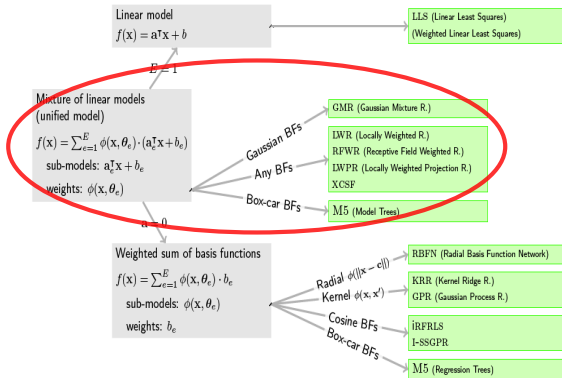 Linear model
f(x) = aᵀx + b
LLS (Linear Least Squares)
(Weighted Linear Least Squares)
E = 1
Mixture of linear models
(unified model)
f(x) = ∑ᴱₑ₌₁ ϕ(x, θₑ)·(aₑᵀx + bₑ)
sub-models: aₑᵀx + bₑ
weights: ϕ(x, θₑ)
Gaussian BFs
GMR (Gaussian Mixture R.)
Any BFs
LWR (Locally Weighted R.)
RFWR (Receptive Field Weighted R.)
LWPR (Locally Weighted Projection R.)
XCSF
Box-car BFs
M5 (Model Trees)
a = 0
Weighted sum of basis functions
f(x) = ∑ᴱₑ₌₁ ϕ(x, θₑ) · bₑ
sub-models: ϕ(x, θₑ)
weights: bₑ
Radial ϕ(||x − c||)
RBFN (Radial Basis Function Network)
Kernel ϕ(x, x′)
KRR (Kernel Ridge R.)
GPR (Gaussian Process R.)
Cosine BFs
iRFRLS
I-SSGPR
Box-car BFs
M5 (Regression Trees)